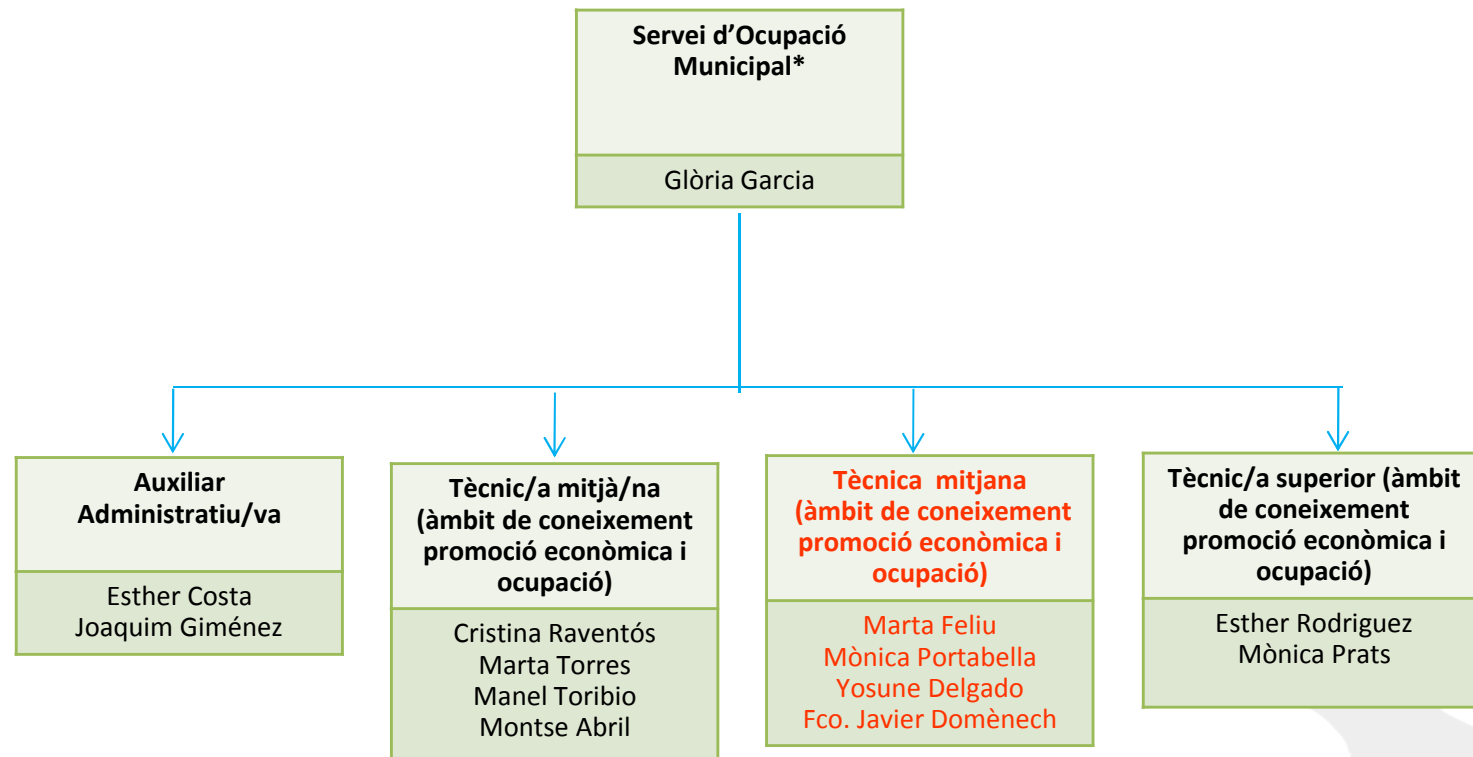 Servei d’Ocupació
Municipal*
Glòria Garcia
Auxiliar
Administratiu/va
Esther Costa
Joaquim Giménez
Tècnic/a mitjà/na
(àmbit de coneixement
promoció econòmica i
ocupació)
Cristina Raventós
Marta Torres
Manel Toribio
Montse Abril
Tècnica mitjana
(àmbit de coneixement
promoció econòmica i
ocupació)
Marta Feliu
Mònica Portabella
Yosune Delgado
Fco. Javier Domènech
Tècnic/a superior (àmbit
de coneixement
promoció econòmica i
ocupació)
Esther Rodriguez
Mònica Prats